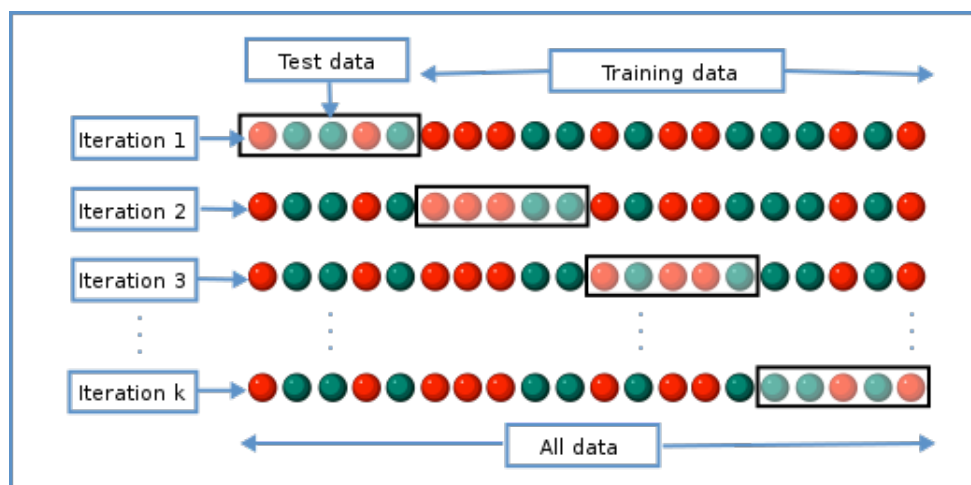 Test data
Training data
Iteration 1
Iteration 2
Iteration 3
Iteration k
All data